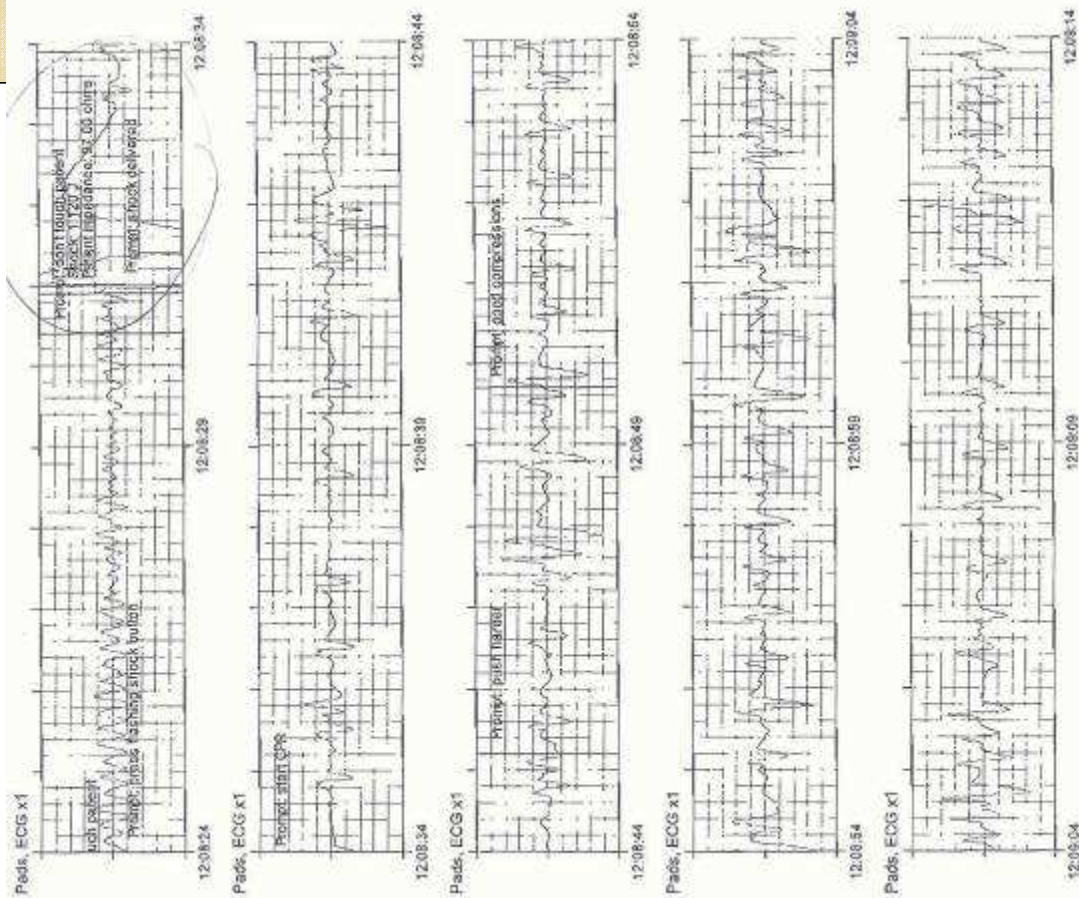 Pads, ECG x1
uch patient
Prompt: press flashing shock button
Prompt: don't touch patient
Shock: 1 120 J
Patient impedance: 97.00 ohms
Prompt: shock delivered
12:08:24
12:08:29
12:08:34
Pads, ECG x1
Prompt: start CPR
12:08:34
12:08:39
12:08:44
Pads, ECG x1
Prompt: push harder
Prompt: good compressions
12:08:44
12:08:49
12:08:54
Pads, ECG x1
12:08:54
12:08:59
12:09:04
Pads, ECG x1
12:09:04
12:09:09
12:09:14